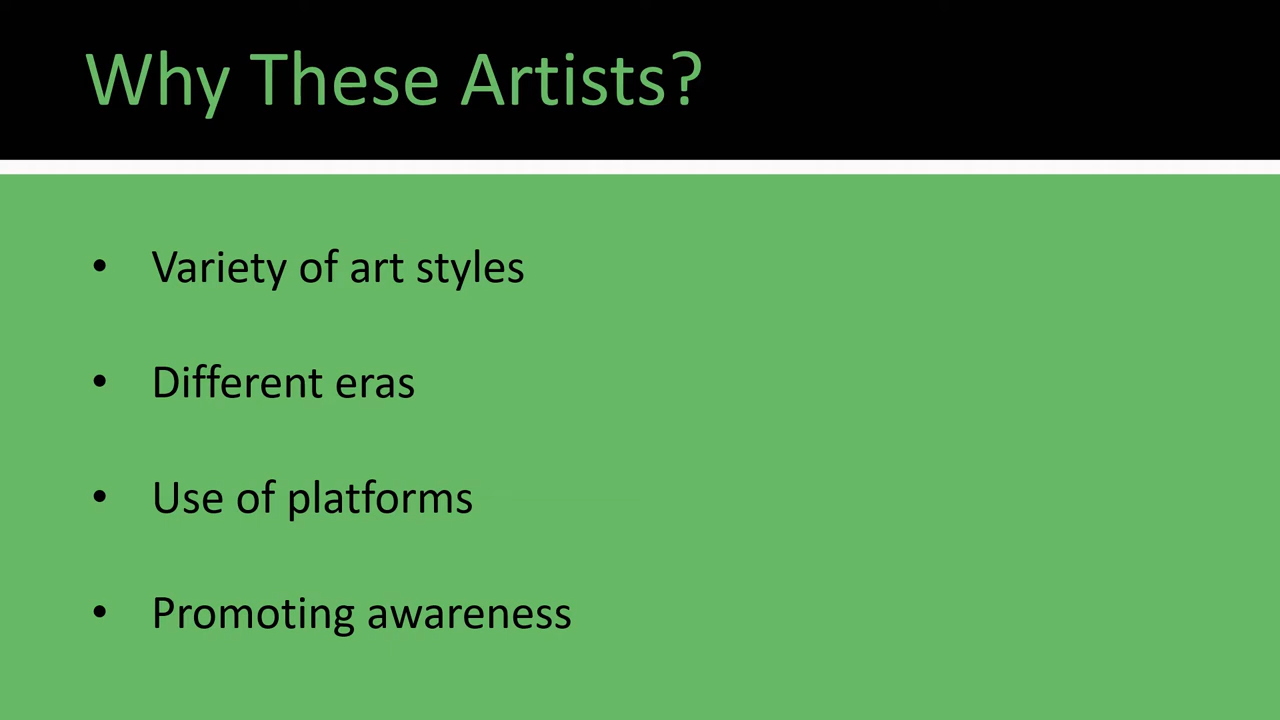 Why These Artists?
• Variety of art styles
• Different eras
• Use of platforms
• Promoting awareness